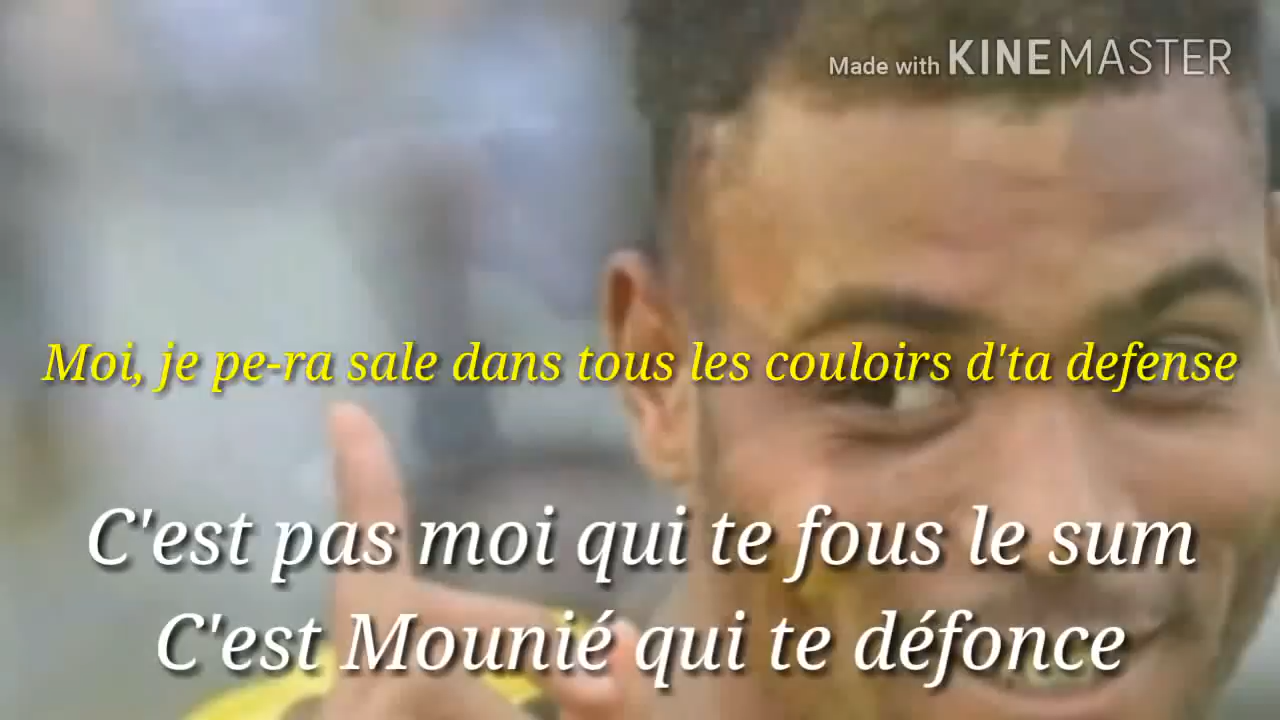 Made with KINEMASTER
Moi, je pe-ra sale dans tous les couloirs d'ta defense
C'est pas moi qui te fous le sum
C'est Mounié qui te défonce